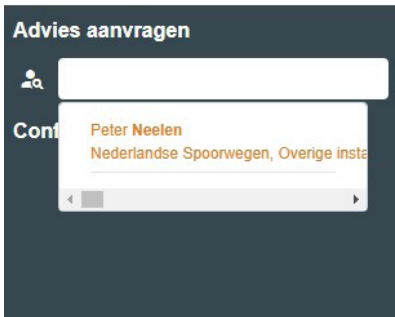 Advies aanvragen
Conf
Peter Neelen
Nederlandse Spoorwegen, Overige insta